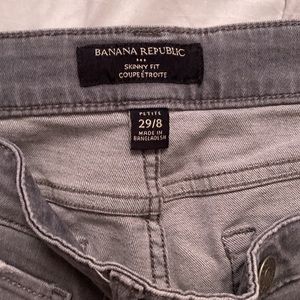 BANANA REPUBLIC
SKINNY FIT
COUPE ÉTROITE
PETITE
29/8
MADE IN
BANGLADESH